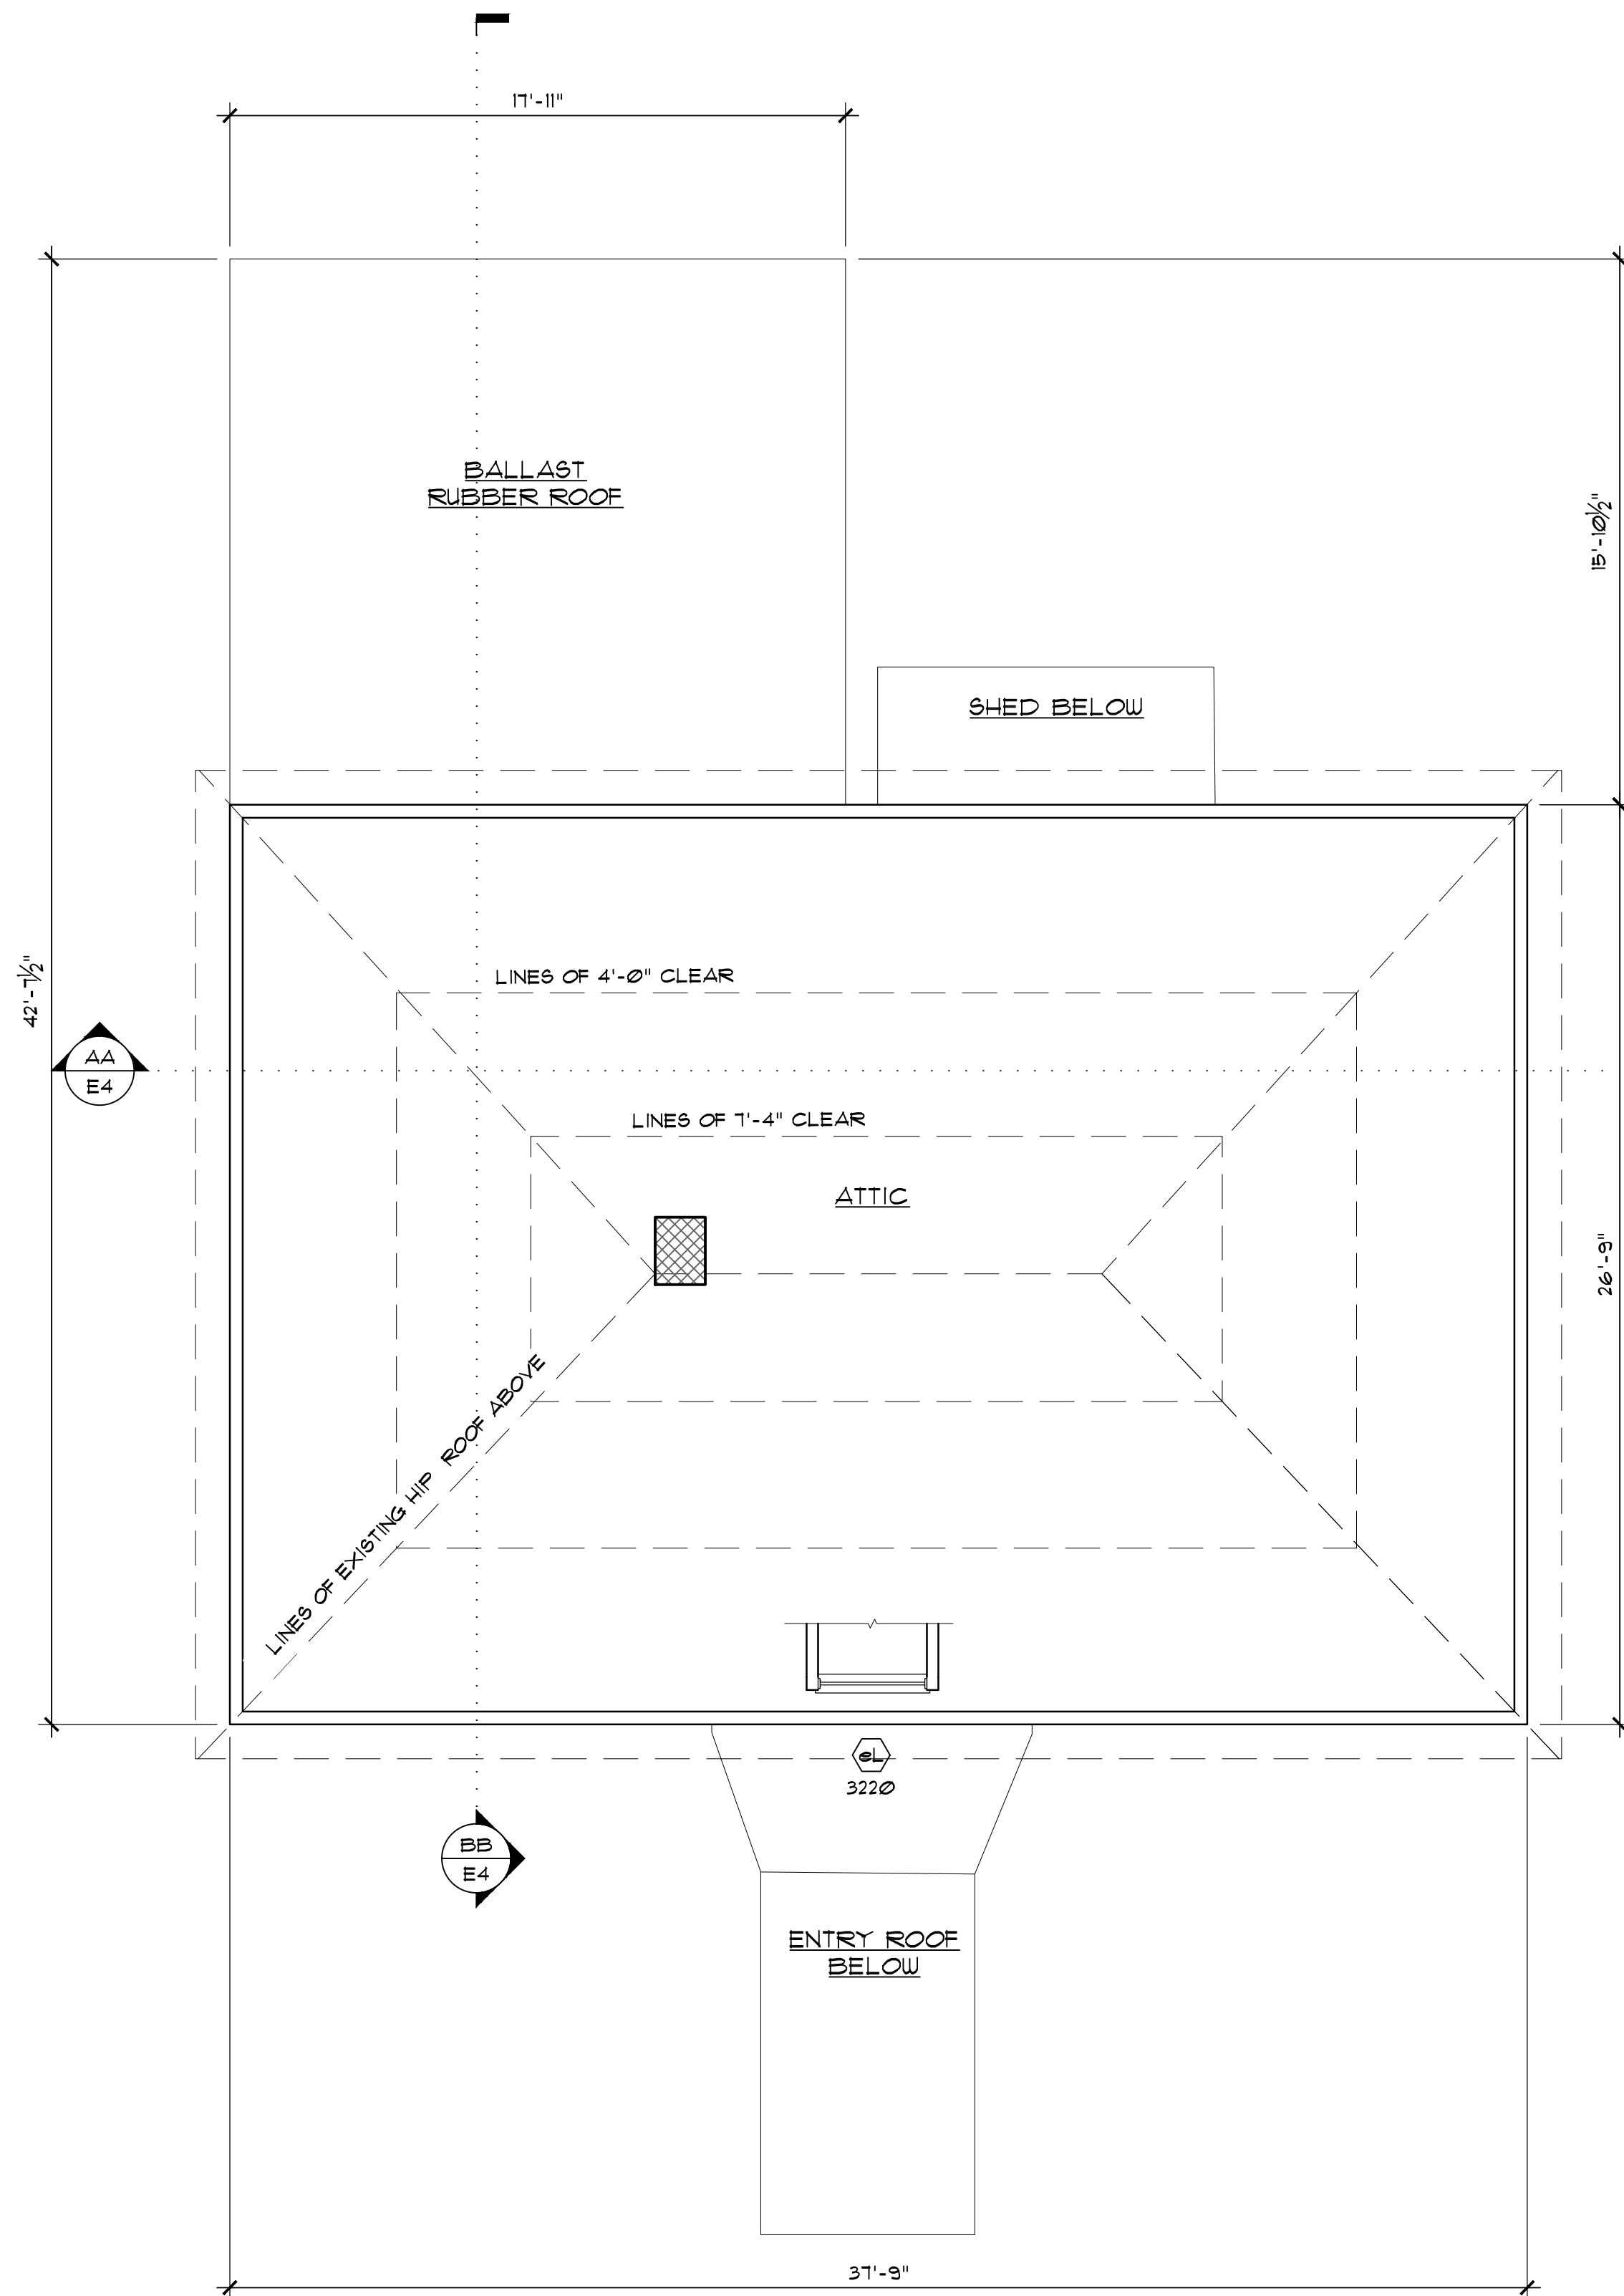 17'-11"
BALLAST
RUBBER ROOF
15'-10½"
SHED BELOW
42'-7½"
LINES OF 4'-0" CLEAR
AA
E4
LINES OF 7'-4" CLEAR
ATTIC
26'-9"
LINES OF EXISTING HIP ROOF ABOVE
eL
3220
BB
E4
ENTRY ROOF
BELOW
37'-9"